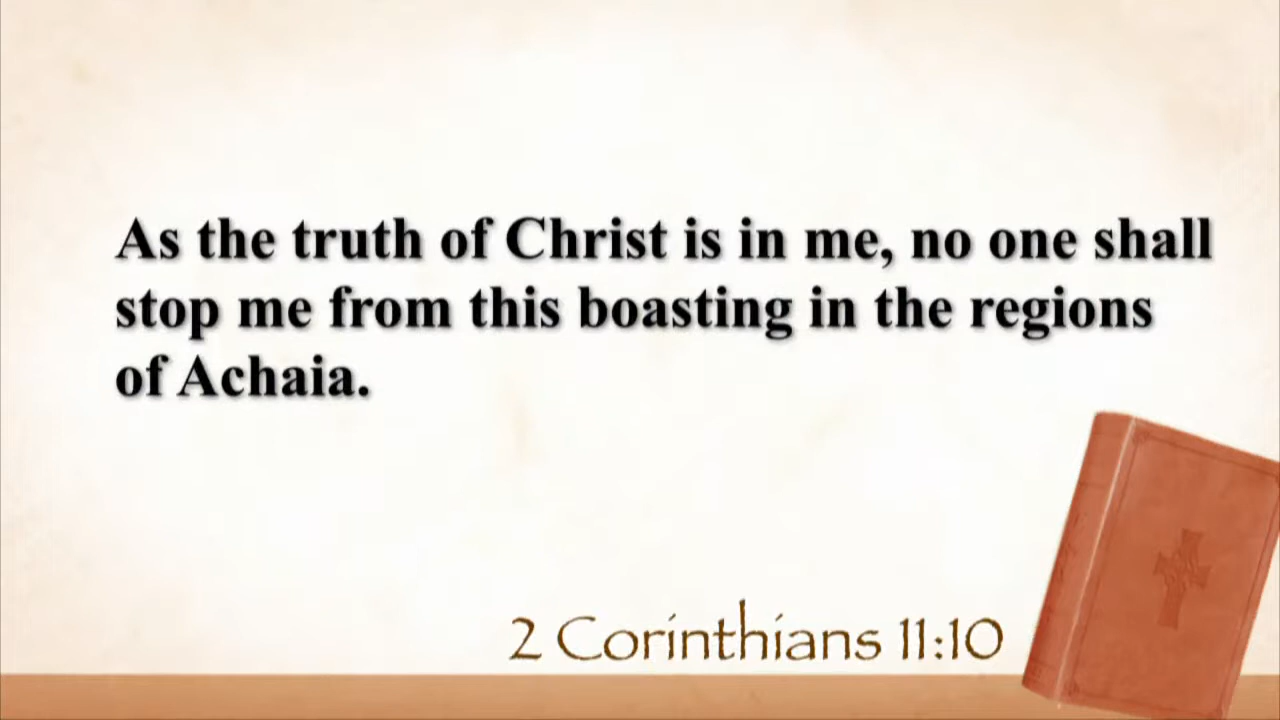 As the truth of Christ is in me, no one shall
stop me from this boasting in the regions
of Achaia.
2 Corinthians 11:10